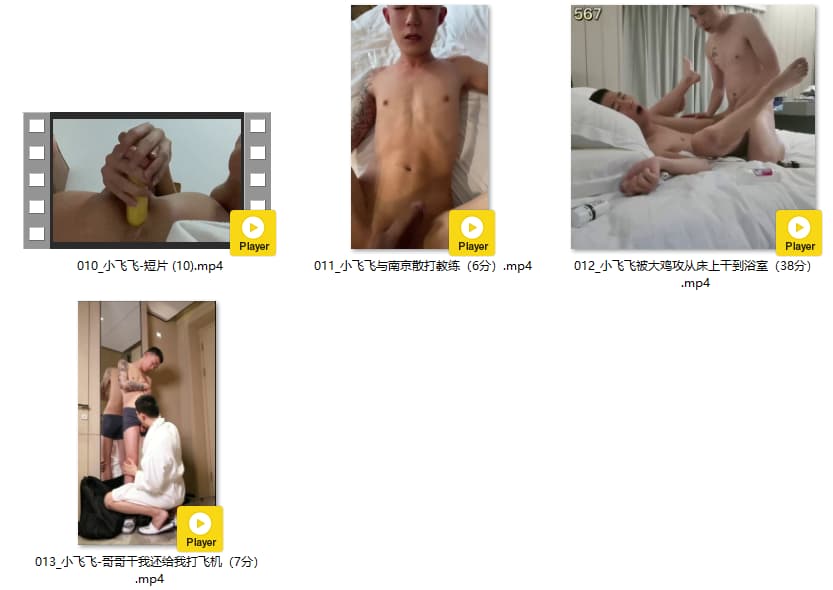 567
Player
Player
Player
010_小飞飞-短片 (10).mp4
011_小飞飞与南京散打教练（6分）.mp4
012_小飞飞被大鸡攻从床上干到浴室（38分）
.mp4
Player
013_小飞飞-哥哥干我还给我打飞机（7分）
.mp4